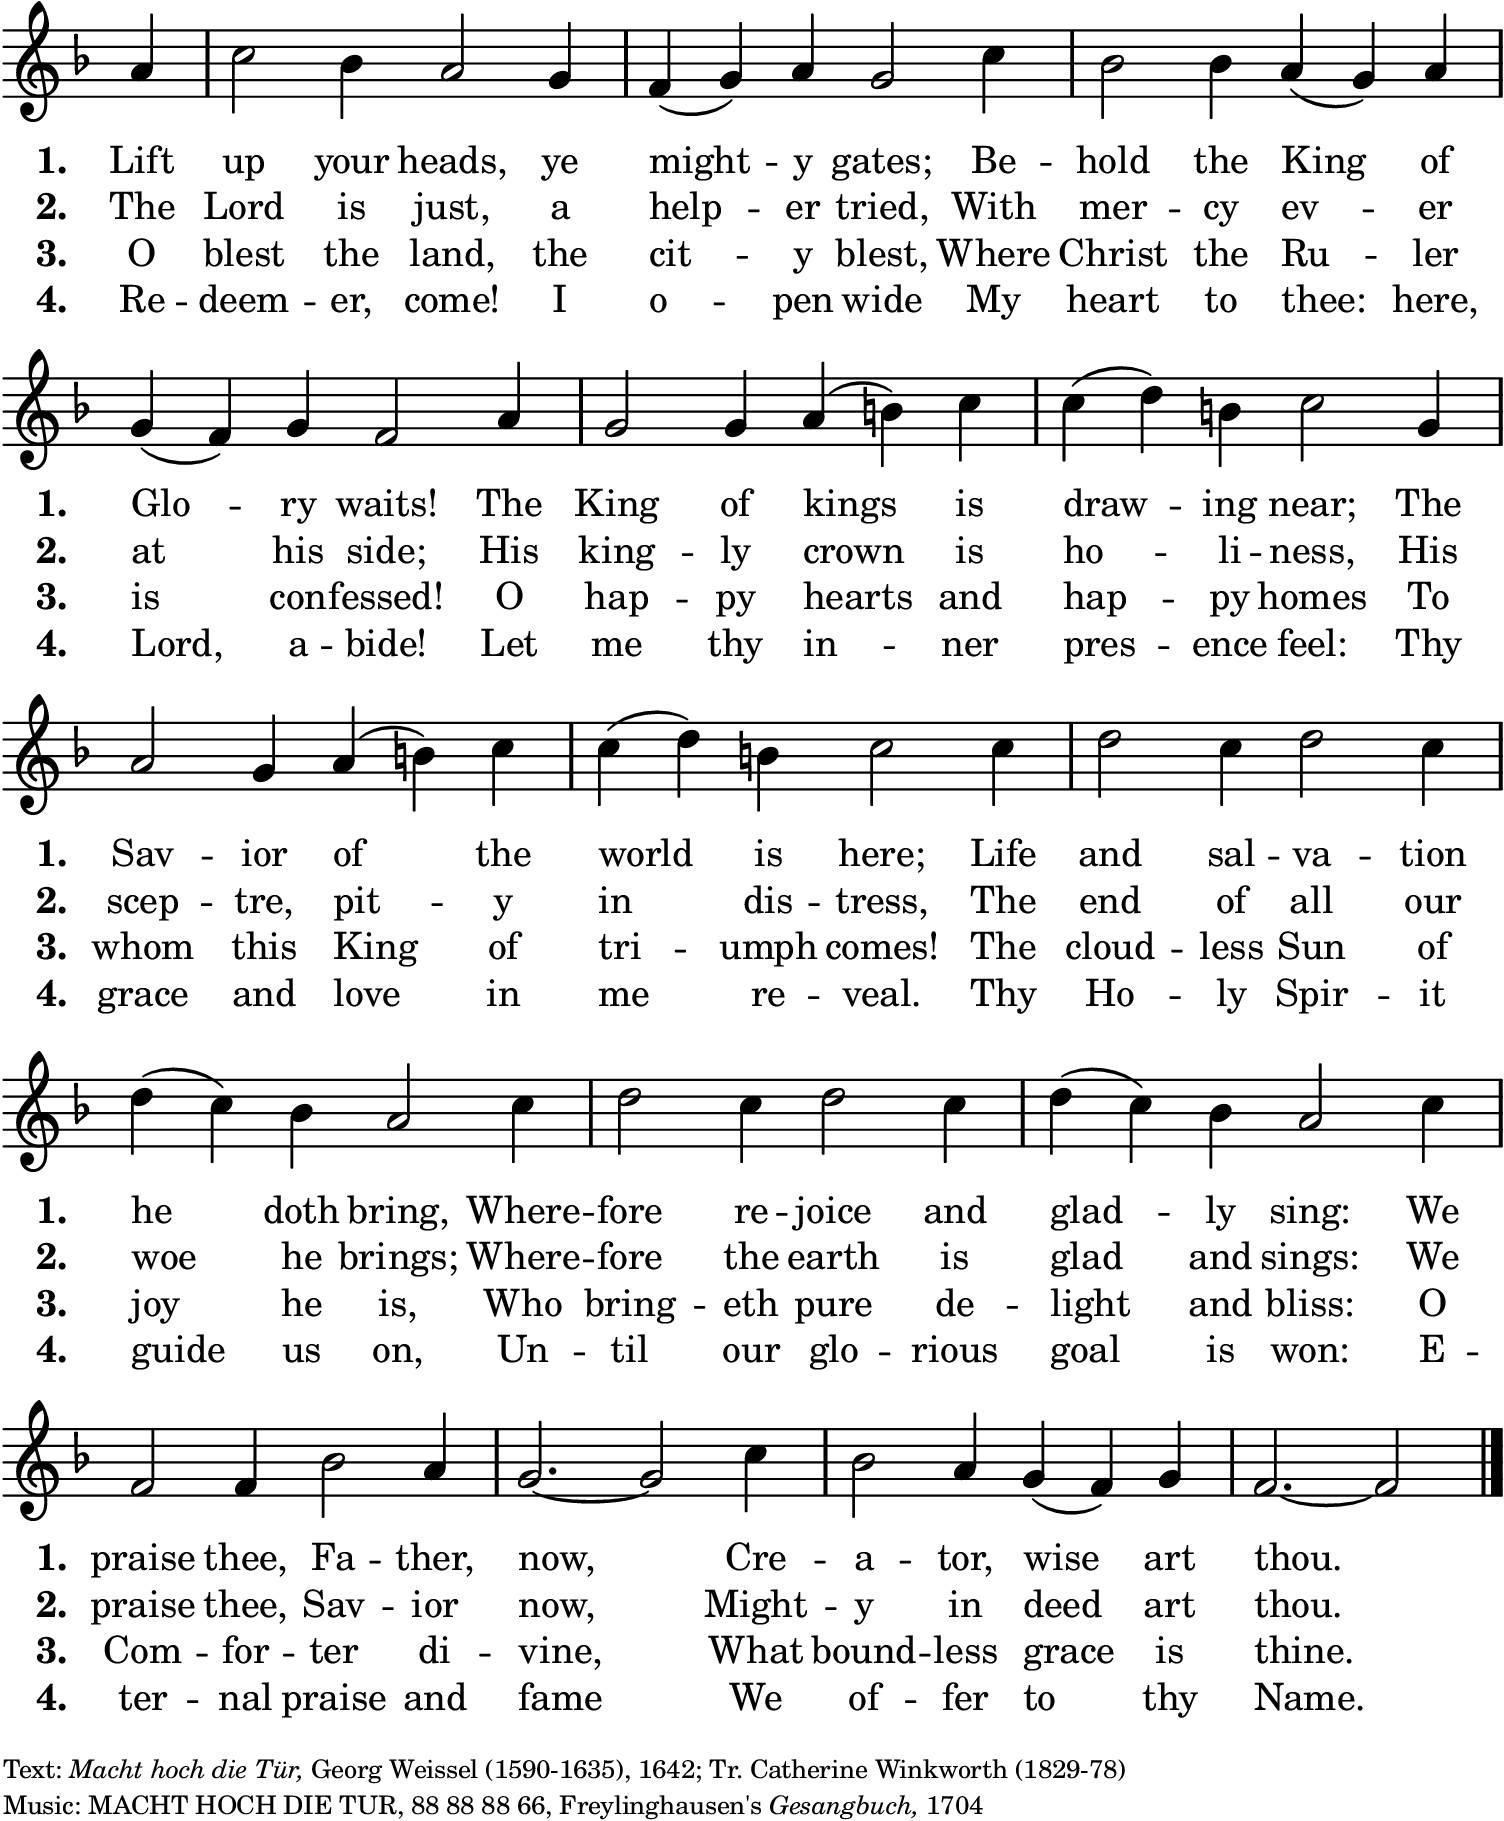 1. Lift up your heads, ye might -- y gates; Be -- hold the King of
2. The Lord is just, a help -- er tried, With mer -- cy ev -- er
3. O blest the land, the cit -- y blest, Where Christ the Ru -- ler
4. Re -- deem -- er, come! I o -- pen wide My heart to thee: here,
1. Glo -- ry waits! The King of kings is draw -- ing near; The
2. at his side; His king -- ly crown is ho -- li -- ness, His
3. is confessed! O hap -- py hearts and hap -- py homes To
4. Lord, a -- bide! Let me thy in -- ner pres -- ence feel: Thy
1. Sav -- ior of the world is here; Life and sal -- va -- tion
2. scep -- tre, pit -- y in dis -- tress, The end of all our
3. whom this King of tri -- umph comes! The cloud -- less Sun of
4. grace and love in me re -- veal. Thy Ho -- ly Spir -- it
1. he doth bring, Where -- fore re -- joice and glad -- ly sing: We
2. woe he brings; Where -- fore the earth is glad and sings: We
3. joy he is, Who bring -- eth pure de -- light and bliss: O
4. guide us on, Un -- til our glo -- rious goal is won: E --
1. praise thee, Fa -- ther, now, Cre -- a -- tor, wise art thou.
2. praise thee, Sav -- ior now, Might -- y in deed art thou.
3. Com -- for -- ter di -- vine, What bound -- less grace is thine.
4. ter -- nal praise and fame We of -- fer to thy Name.
Text: Macht hoch die Tür, Georg Weissel (1590-1635), 1642; Tr. Catherine Winkworth (1829-78)
Music: MACHT HOCH DIE TUR, 88 88 88 66, Freylinghausen's Gesangbuch, 1704